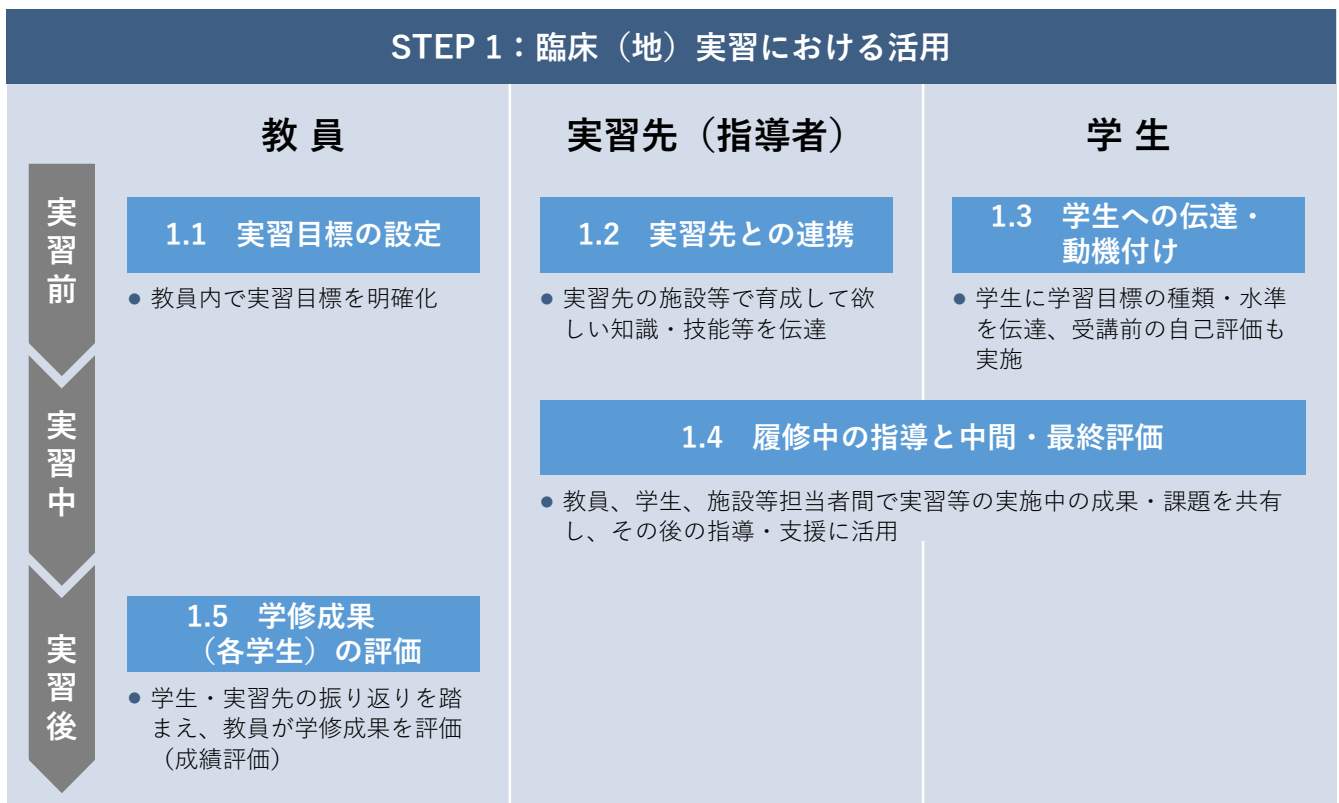 STEP 1：臨床（地）実習における活用
教 員
実習先（指導者）
学 生
実習前
1.1　実習目標の設定
● 教員内で実習目標を明確化
1.2　実習先との連携
● 実習先の施設等で育成して欲
しい知識・技能等を伝達
1.3　学生への伝達・
動機付け
● 学生に学習目標の種類・水準
を伝達、受講前の自己評価も
実施
実習中
1.4　履修中の指導と中間・最終評価
● 教員、学生、施設等担当者間で実習等の実施中の成果・課題を共有
し、その後の指導・支援に活用
実習後
1.5　学修成果
（各学生）の評価
● 学生・実習先の振り返りを踏
まえ、教員が学修成果を評価
（成績評価）